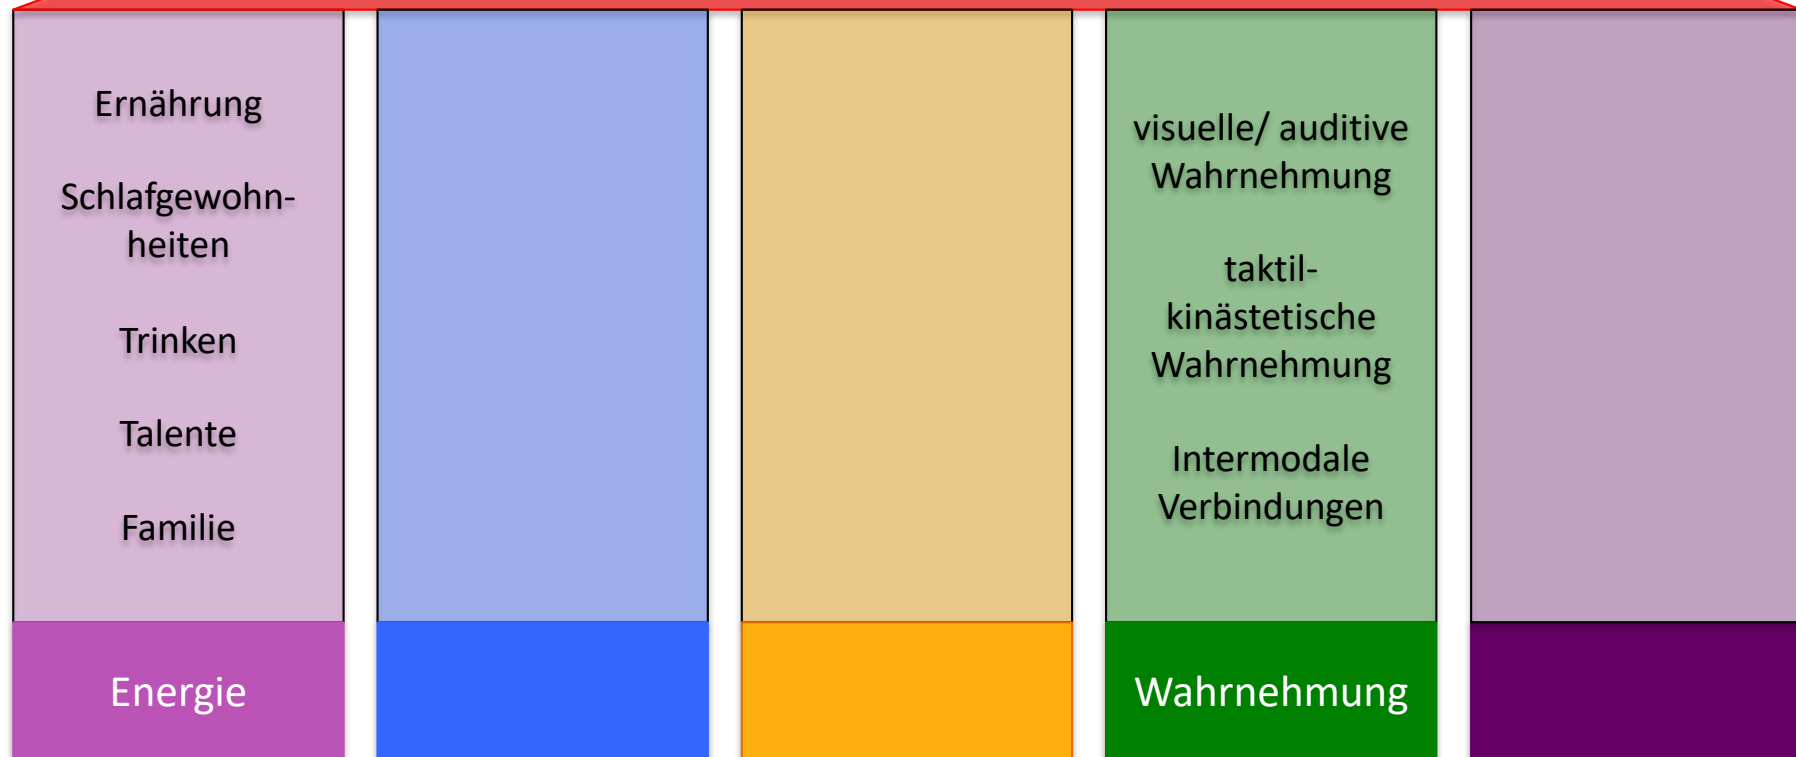 Ernährung
Schlafgewohn-
heiten
Trinken
Talente
Familie
Energie
visuelle/ auditive
Wahrnehmung
taktil-
kinästetische
Wahrnehmung
Intermodale
Verbindungen
Wahrnehmung